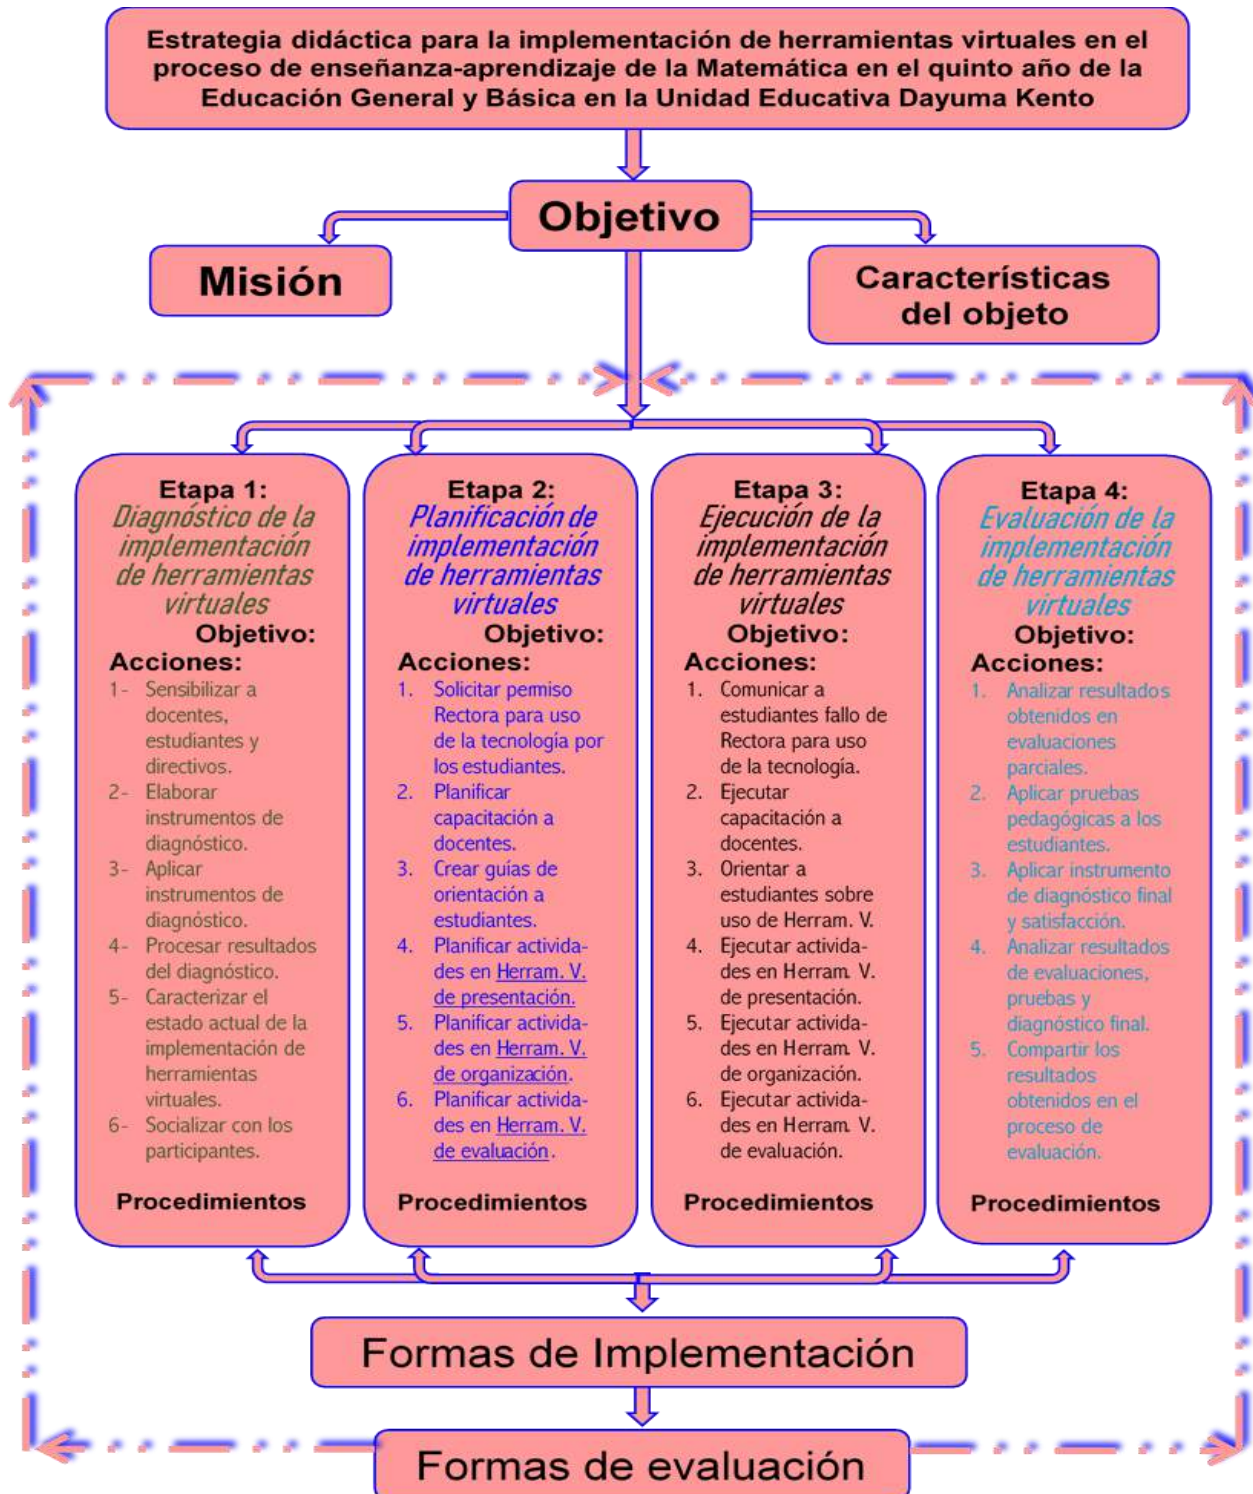 Estrategia didáctica para la implementación de herramientas virtuales en el
proceso de enseñanza-aprendizaje de la Matemática en el quinto año de la
Educación General y Básica en la Unidad Educativa Dayuma Kento
Objetivo
Misión
Características
del objeto
Etapa 1:
Diagnóstico de la
implementación
de herramientas
virtuales
Objetivo:
Acciones:
1- Sensibilizar a
docentes,
estudiantes y
directivos.
2- Elaborar
instrumentos de
diagnóstico.
3- Aplicar
instrumentos de
diagnóstico.
4- Procesar resultados
del diagnóstico.
5- Caracterizar el
estado actual de la
implementación de
herramientas
virtuales.
6- Socializar con los
participantes.
Procedimientos
Etapa 2:
Planificación de
implementación
de herramientas
virtuales
Objetivo:
Acciones:
1. Solicitar permiso
Rectora para uso
de la tecnología por
los estudiantes.
2. Planificar
capacitación a
docentes.
3. Crear guías de
orientación a
estudiantes.
4. Planificar activida-
des en Herram. V.
de presentación.
5. Planificar activida-
des en Herram. V.
de organización.
6. Planificar activida-
des en Herram. V.
de evaluación.
Procedimientos
Etapa 3:
Ejecución de la
implementación
de herramientas
virtuales
Objetivo:
Acciones:
1. Comunicar a
estudiantes fallo de
Rectora para uso
de la tecnología.
2. Ejecutar
capacitación a
docentes.
3. Orientar a
estudiantes sobre
uso de Herram. V.
4. Ejecutar activida-
des en Herram. V.
de presentación.
5. Ejecutar activida-
des en Herram. V.
de organización.
6. Ejecutar activida-
des en Herram. V.
de evaluación.
Procedimientos
Etapa 4:
Evaluación de la
implementación
de herramientas
virtuales
Objetivo:
Acciones:
1. Analizar resultados
obtenidos en
evaluaciones
parciales.
2. Aplicar pruebas
pedagógicas a los
estudiantes.
3. Aplicar instrumento
de diagnóstico final
y satisfacción.
4. Analizar resultados
de evaluaciones,
pruebas y
diagnóstico final.
5. Compartir los
resultados
obtenidos en el
proceso de
evaluación.
Procedimientos
Formas de Implementación
Formas de evaluación